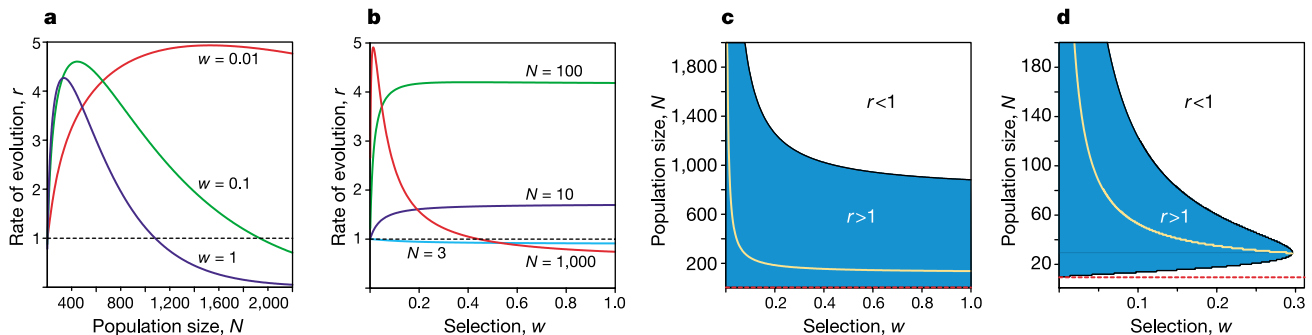 a
Rate of evolution, r
5
4
3
2
1
w = 0.01
w = 0.1
w = 1
400 800 1,200 1,600 2,000
Population size, N
b
Rate of evolution, r
5
4
3
2
1
N = 100
N = 10
N = 3
N = 1,000
0 0.2 0.4 0.6 0.8 1.0
Selection, w
c
Population size, N
1,800
1,400
1,000
600
200
r < 1
r > 1
0 0.2 0.4 0.6 0.8 1.0
Selection, w
d
Population size, N
180
140
100
60
20
r < 1
r > 1
0.1 0.2 0.3
Selection, w